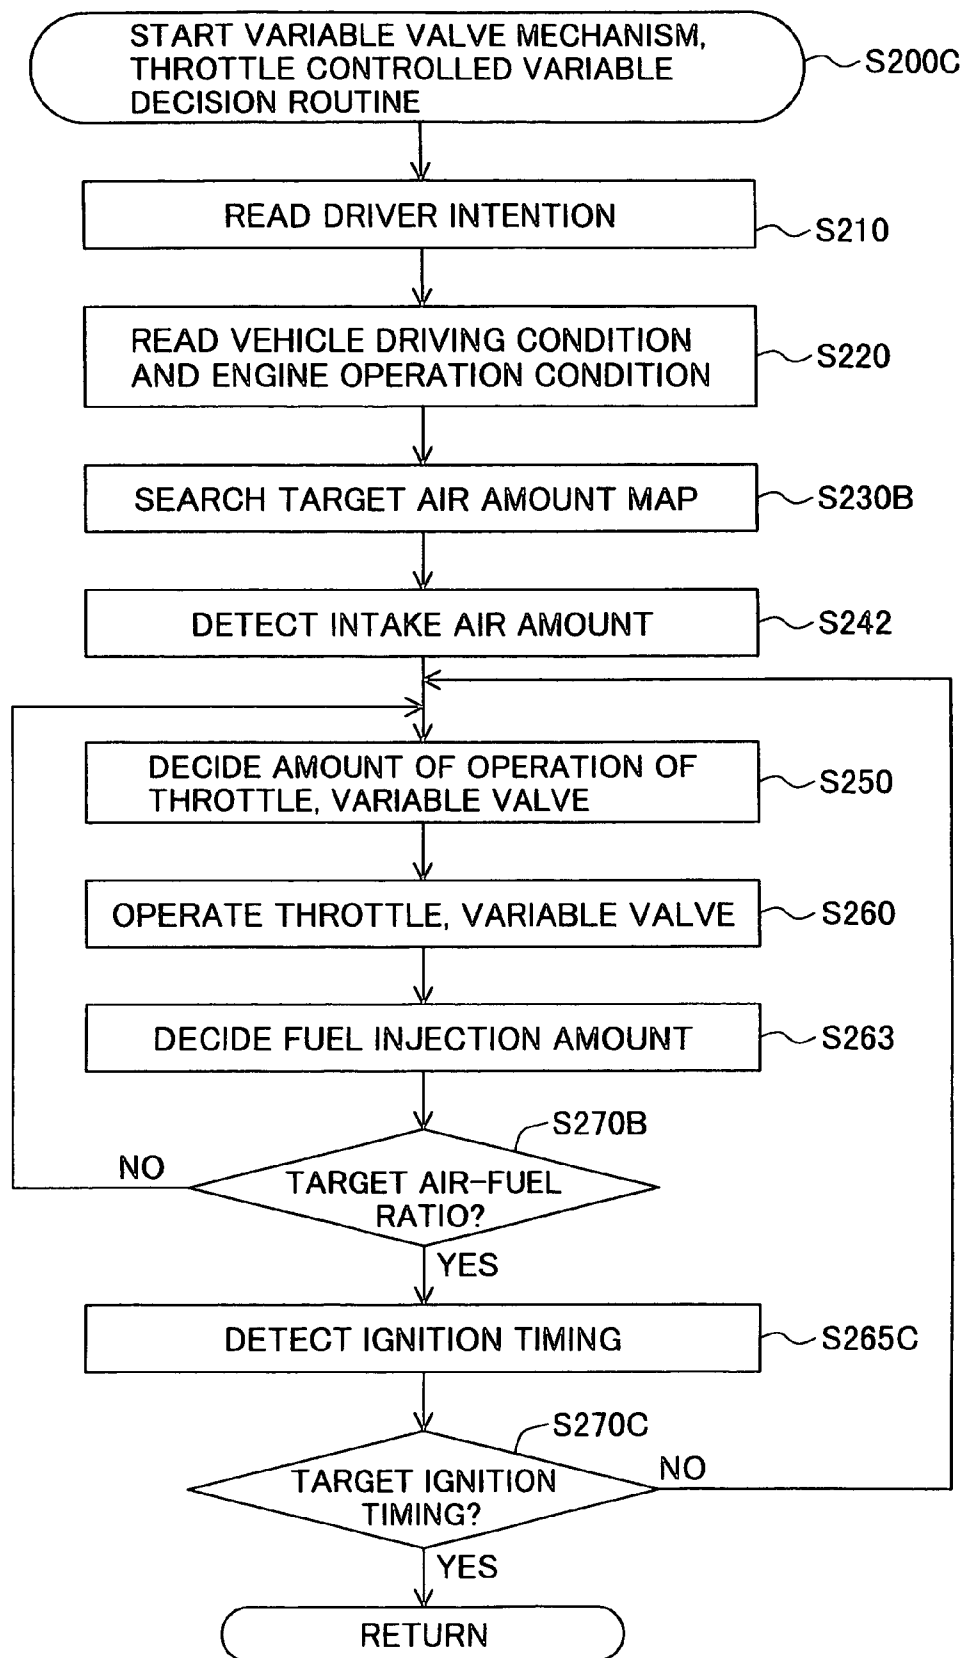 START VARIABLE VALVE MECHANISM,
THROTTLE CONTROLLED VARIABLE
DECISION ROUTINE
S200C
READ DRIVER INTENTION
S210
READ VEHICLE DRIVING CONDITION
AND ENGINE OPERATION CONDITION
S220
SEARCH TARGET AIR AMOUNT MAP
S230B
DETECT INTAKE AIR AMOUNT
S242
DECIDE AMOUNT OF OPERATION OF
THROTTLE, VARIABLE VALVE
S250
OPERATE THROTTLE, VARIABLE VALVE
S260
DECIDE FUEL INJECTION AMOUNT
S263
S270B
NO
TARGET AIR-FUEL
RATIO?
YES
DETECT IGNITION TIMING
S265C
S270C
TARGET IGNITION
TIMING?
NO
YES
RETURN